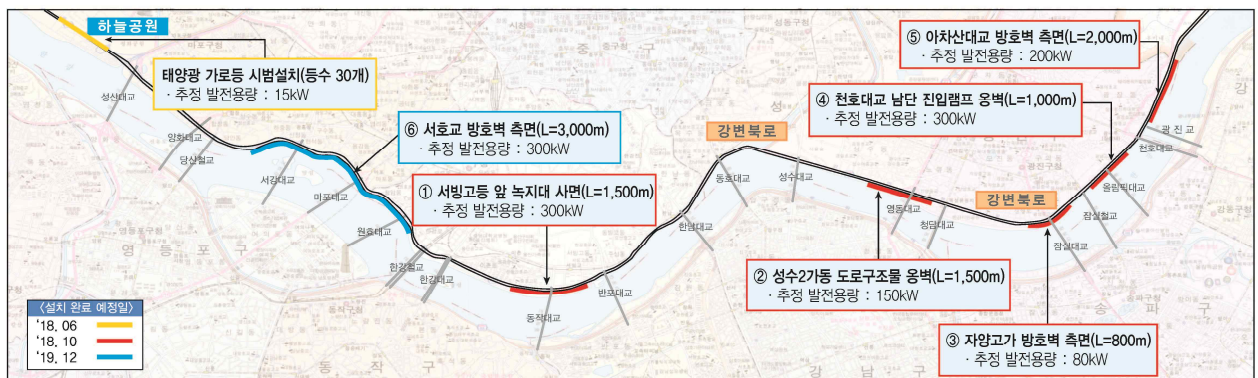 하늘공원
태양광 가로등 시범설치(등수 30개)
· 추정 발전용량 : 15kW
⑥ 서호교 방호벽 측면(L=3,000m)
· 추정 발전용량 : 300kW
① 서빙고등 앞 녹지대 사면(L=1,500m)
· 추정 발전용량 : 300kW
강변북로
⑤ 아차산대교 방호벽 측면(L=2,000m)
· 추정 발전용량 : 200kW
④ 천호대교 남단 진입램프 옹벽(L=1,000m)
· 추정 발전용량 : 300kW
강변북로
② 성수2가동 도로구조물 옹벽(L=1,500m)
· 추정 발전용량 : 150kW
③ 자양고가 방호벽 측면(L=800m)
· 추정 발전용량 : 80kW
성산대교
양화대교
당산철교
서강대교
마포대교
원효대교
한강철교
한강대교
동작대교
반포대교
한남대교
동호대교
성수대교
영동대교
청담대교
잠실대교
잠실철교
올림픽대교
천호대교
광진교
영등포구
동작구
강남구
송파구
중구
〈설치 완료 예정일〉
'18. 06
'18. 10
'19. 12